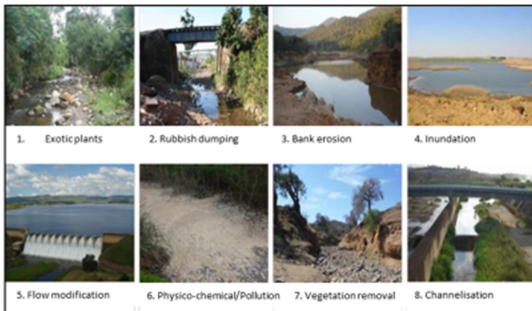 1. Exotic plants
2. Rubbish dumping
3. Bank erosion
4. Inundation
5. Flow modification
6. Physico-chemical/Pollution
7. Vegetation removal
8. Channelisation